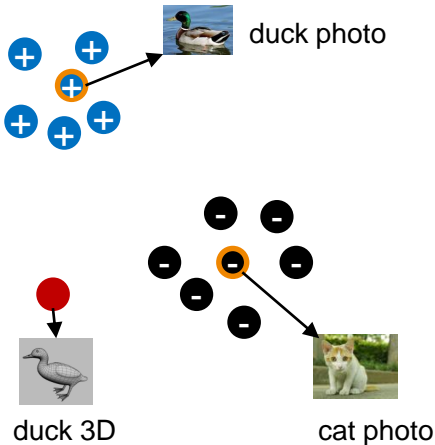 duck photo
+ +
+
+ + +
- -
- - -
- -
duck 3D
cat photo